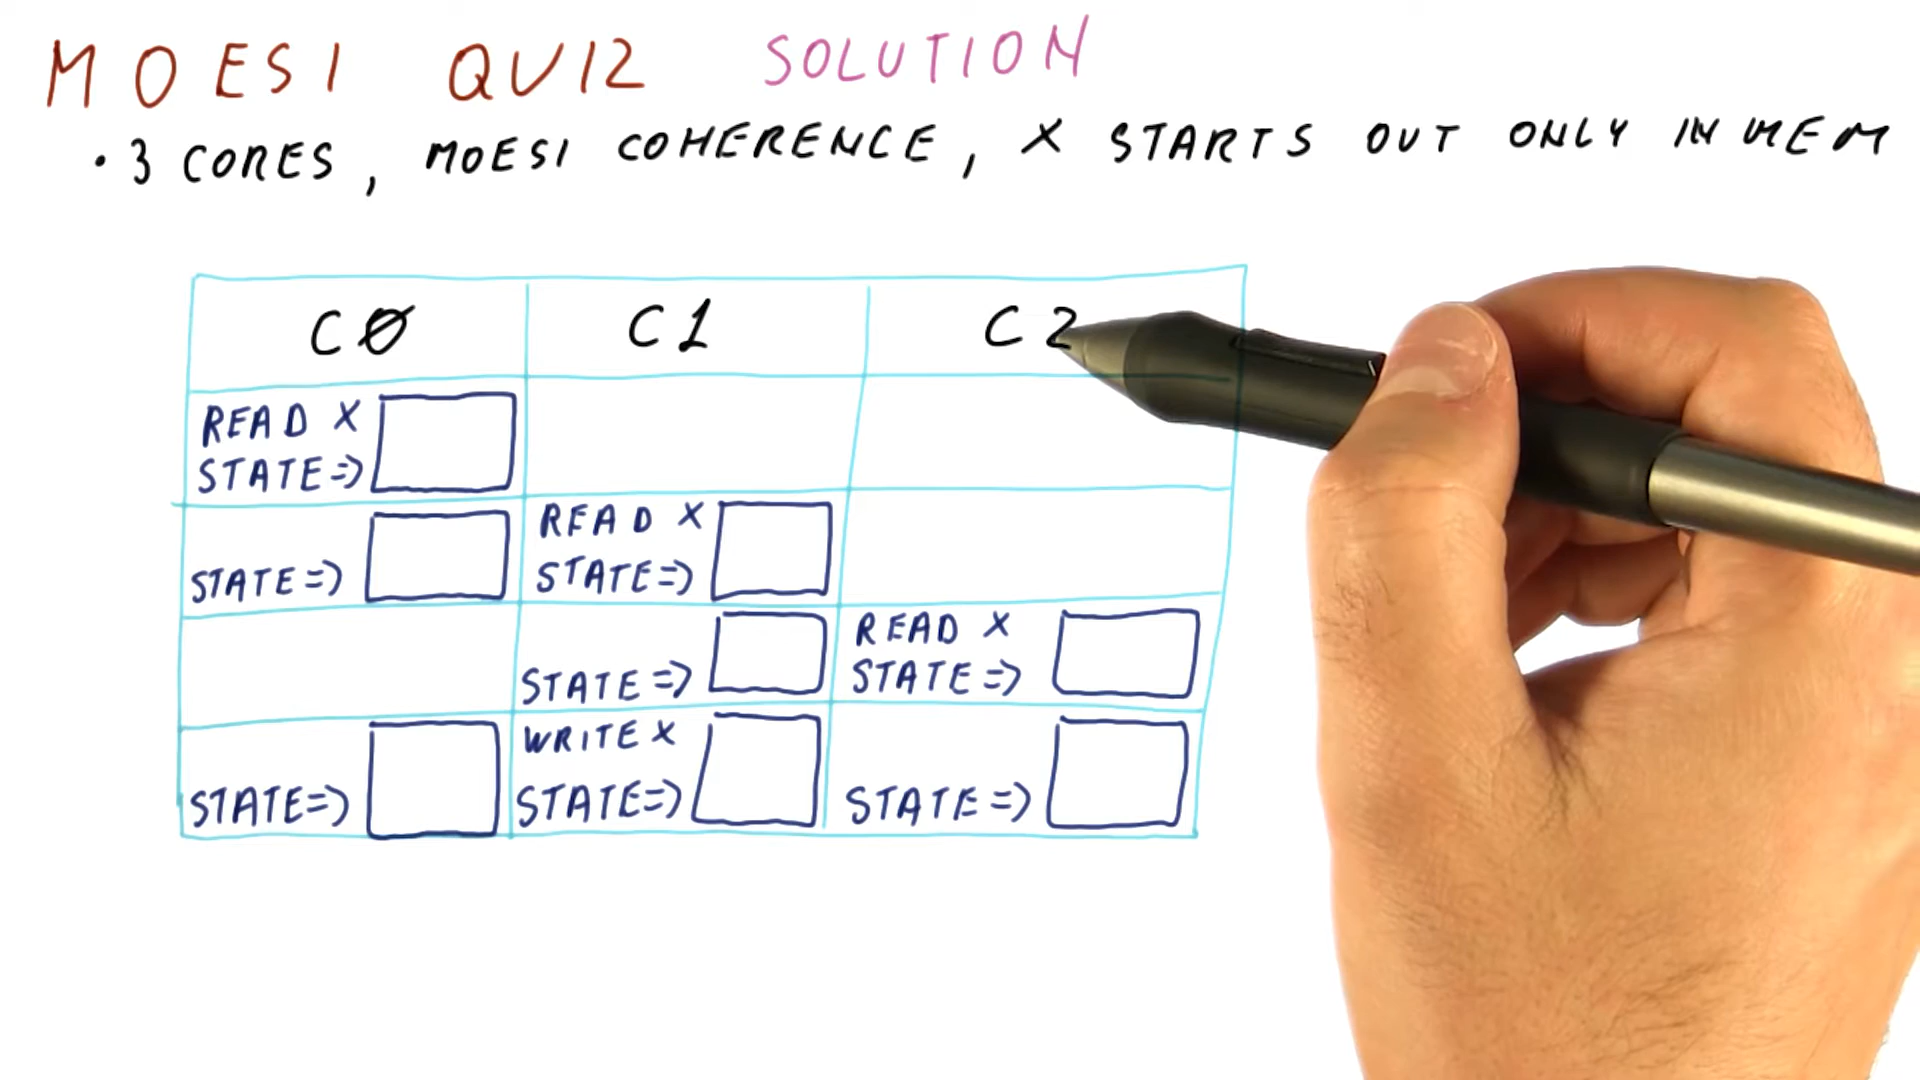 MOESI QUIZ SOLUTION
• 3 CORES, MOESI COHERENCE, X STARTS OUT ONLY IN MEM
C0 C1 C2
READ X
STATE =>
READ X
STATE => STATE =>
READ X
STATE => STATE =>
WRITE X
STATE => STATE => STATE =>